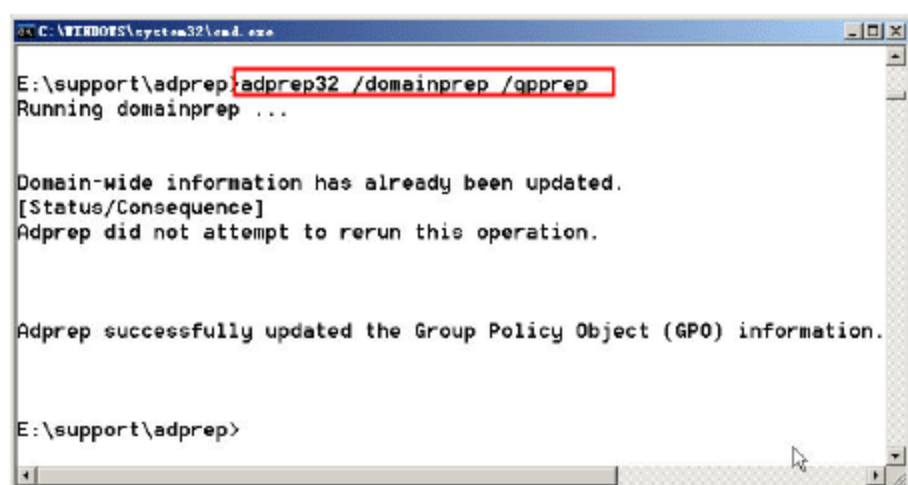 C:\WINDOWS\system32\cmd.exe
E:\support\adprep>adprep32 /domainprep /gpprep
Running domainprep ...
Domain-wide information has already been updated.
[Status/Consequence]
Adprep did not attempt to rerun this operation.
Adprep successfully updated the Group Policy Object (GPO) information.
E:\support\adprep>